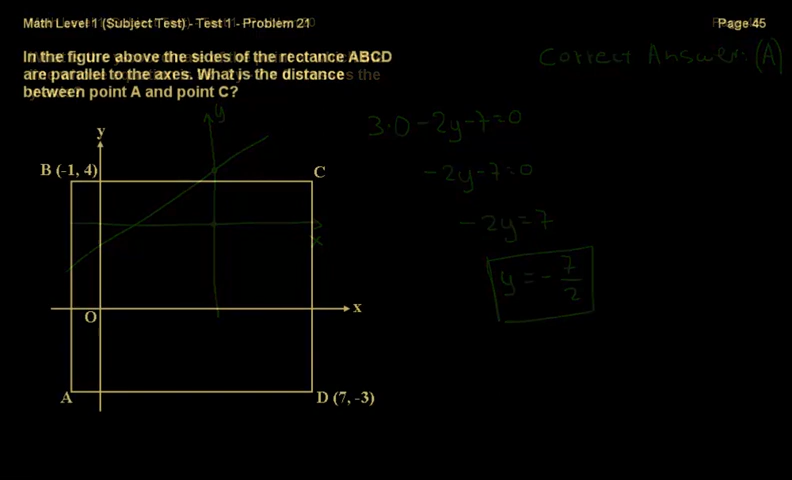 Math Level 1 (Subject Test) - Test 1 - Problem 21
Page 45
In the figure above the sides of the rectance ABCD
are parallel to the axes. What is the distance
between point A and point C?
Correct Answer: (A)
3·0-2y-7=0
-2y-7=0
-2y=7
y=-7/2
y
x
y
B (-1, 4)
C
x
O
A
D (7, -3)